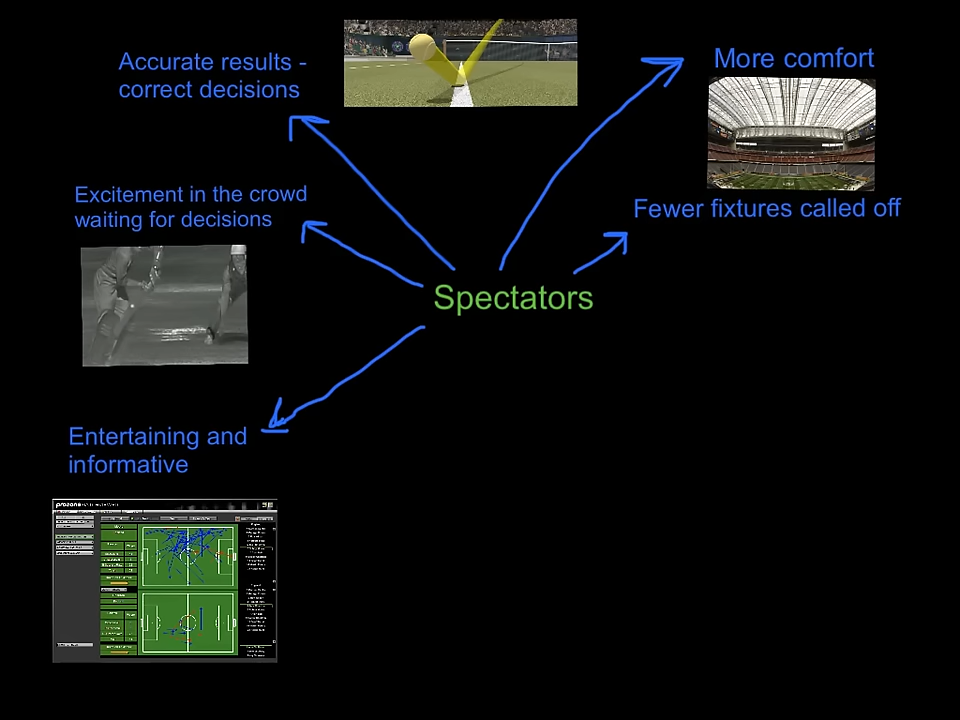 Accurate results -
correct decisions
More comfort
Excitement in the crowd
waiting for decisions
Fewer fixtures called off
Spectators
Entertaining and
informative
prozone